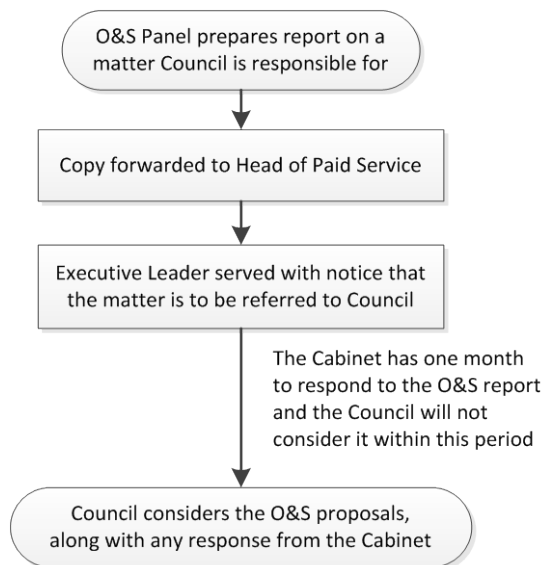 O&S Panel prepares report on a
matter Council is responsible for
Copy forwarded to Head of Paid Service
Executive Leader served with notice that
the matter is to be referred to Council
The Cabinet has one month
to respond to the O&S report
and the Council will not
consider it within this period
Council considers the O&S proposals,
along with any response from the Cabinet